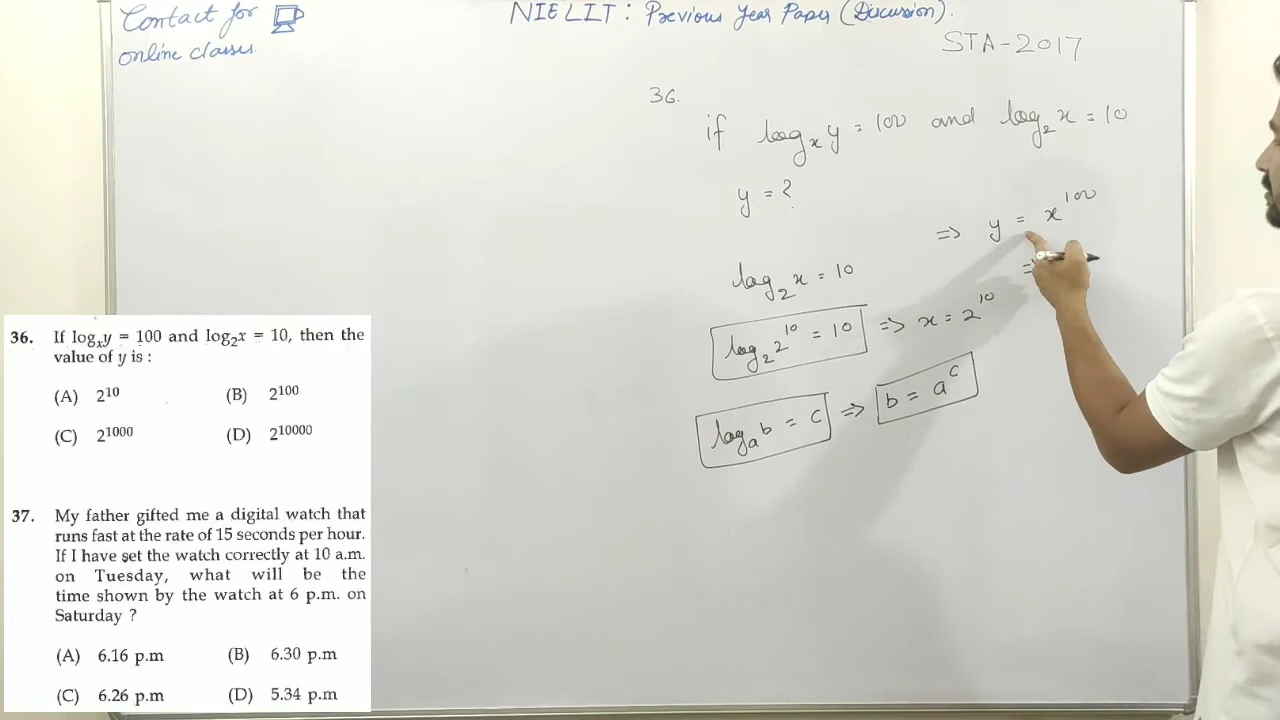 Contact for
online classes.
NIELIT : Previous Year Paper (Discussion).
STA-2017
36.
if log_x y = 100 and log_2 x = 10
y = ?
⇒ y = x^100
⇒
log_2 x = 10
log_2 2^10 = 10 ⇒ x = 2^10
log_a b = c ⇒ b = a^c
36. If log_x y = 100 and log_2 x = 10, then the
value of y is :
(A) 2^10 (B) 2^100
(C) 2^1000 (D) 2^10000
37. My father gifted me a digital watch that
runs fast at the rate of 15 seconds per hour.
If I have set the watch correctly at 10 a.m.
on Tuesday, what will be the
time shown by the watch at 6 p.m. on
Saturday ?
(A) 6.16 p.m (B) 6.30 p.m
(C) 6.26 p.m (D) 5.34 p.m